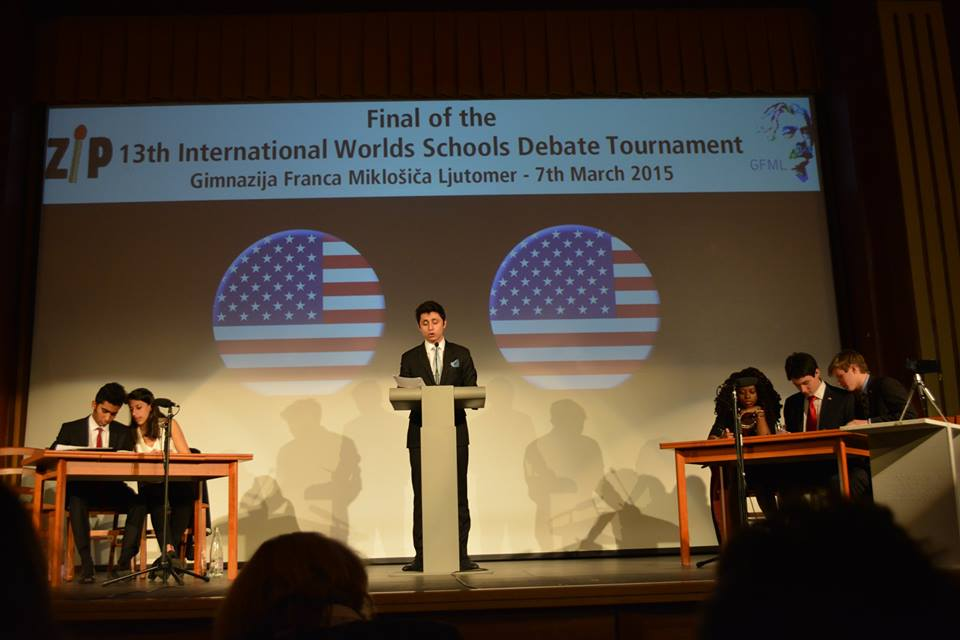 zip
Final of the
13th International Worlds Schools Debate Tournament
Gimnazija Franca Miklošiča Ljutomer - 7th March 2015
GFML